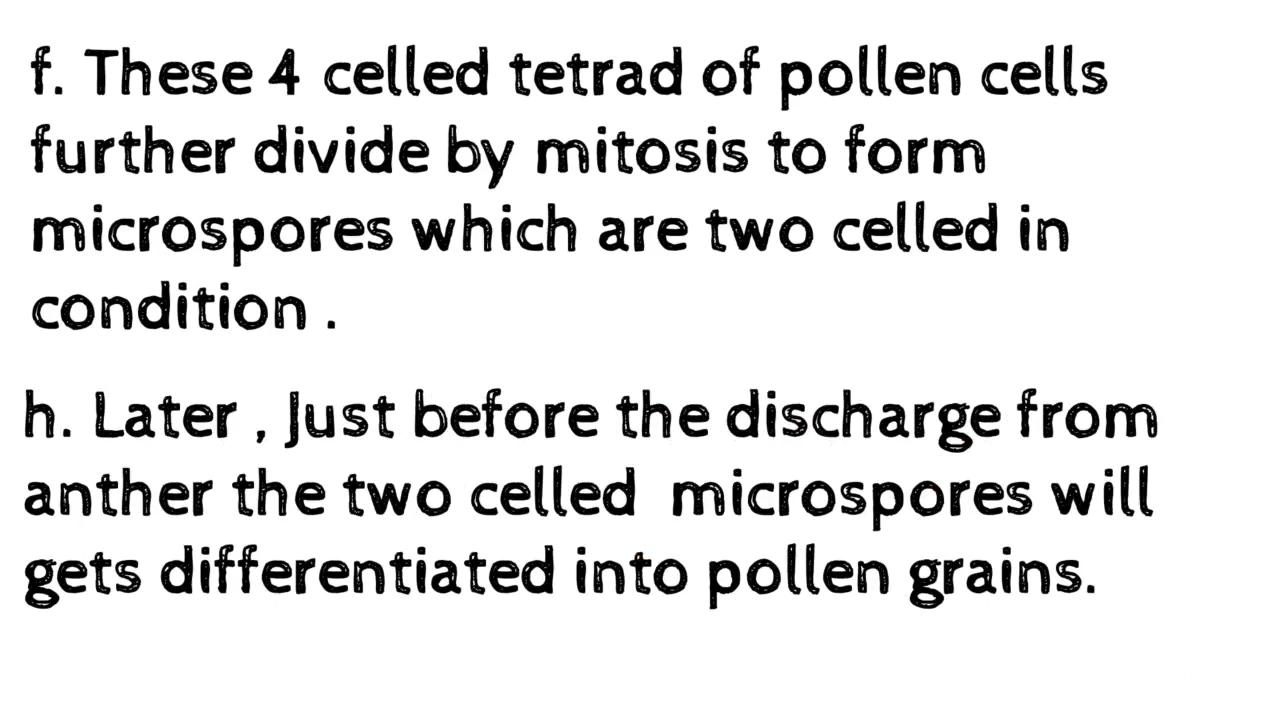 f. These 4 celled tetrad of pollen cells
further divide by mitosis to form
microspores which are two celled in
condition .
h. Later , Just before the discharge from
anther the two celled microspores will
gets differentiated into pollen grains.